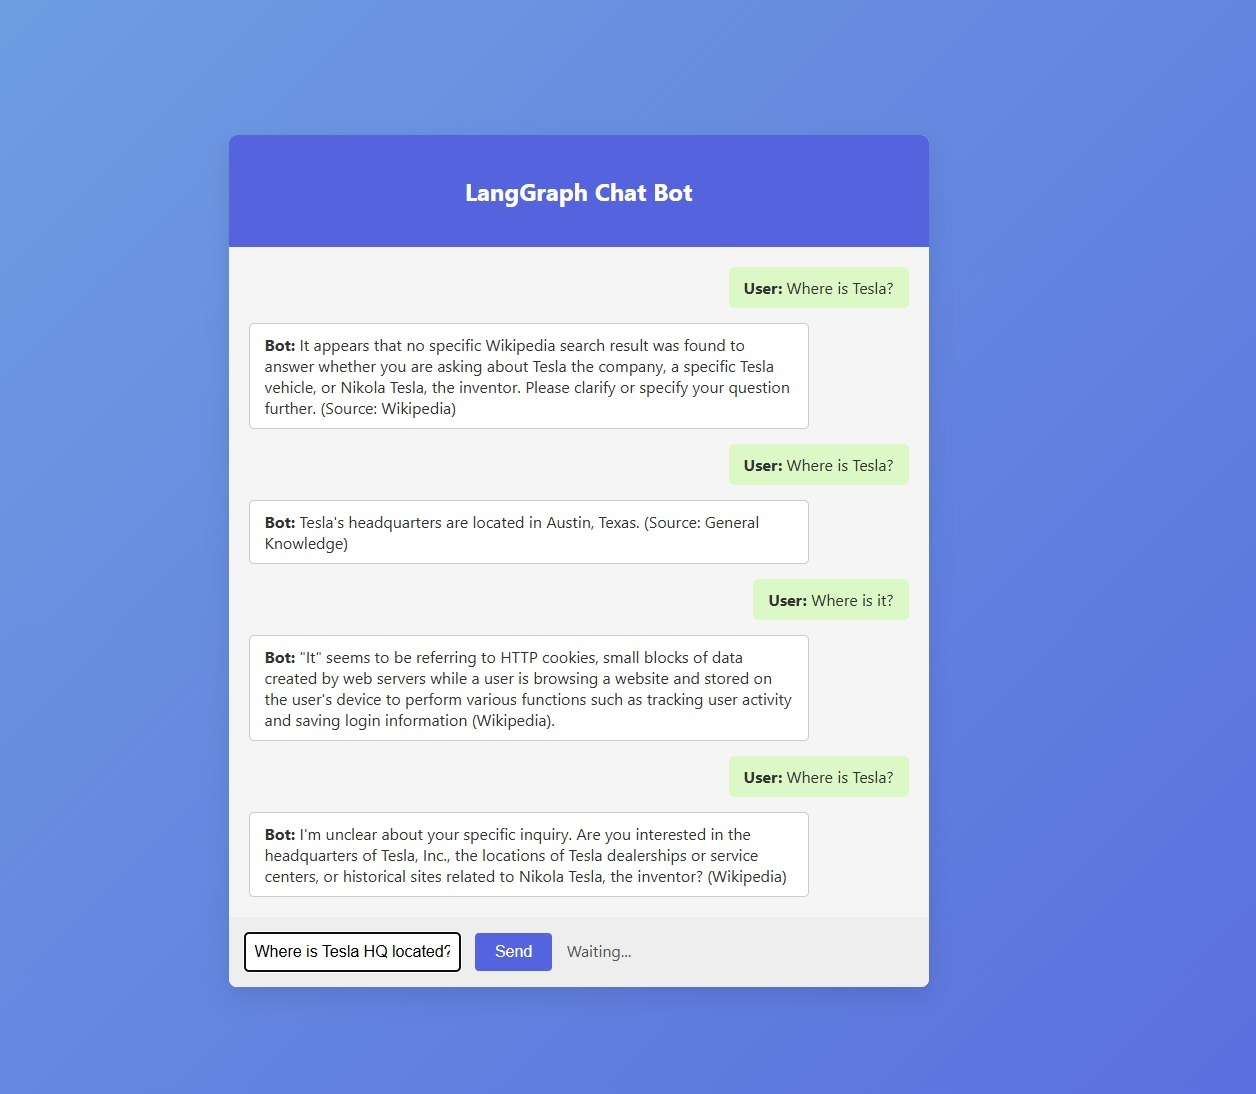 LangGraph Chat Bot
User: Where is Tesla?
Bot: It appears that no specific Wikipedia search result was found to
answer whether you are asking about Tesla the company, a specific Tesla
vehicle, or Nikola Tesla, the inventor. Please clarify or specify your question
further. (Source: Wikipedia)
User: Where is Tesla?
Bot: Tesla's headquarters are located in Austin, Texas. (Source: General
Knowledge)
User: Where is it?
Bot: "It" seems to be referring to HTTP cookies, small blocks of data
created by web servers while a user is browsing a website and stored on
the user's device to perform various functions such as tracking user activity
and saving login information (Wikipedia).
User: Where is Tesla?
Bot: I'm unclear about your specific inquiry. Are you interested in the
headquarters of Tesla, Inc., the locations of Tesla dealerships or service
centers, or historical sites related to Nikola Tesla, the inventor? (Wikipedia)
Where is Tesla HQ located? Send Waiting...